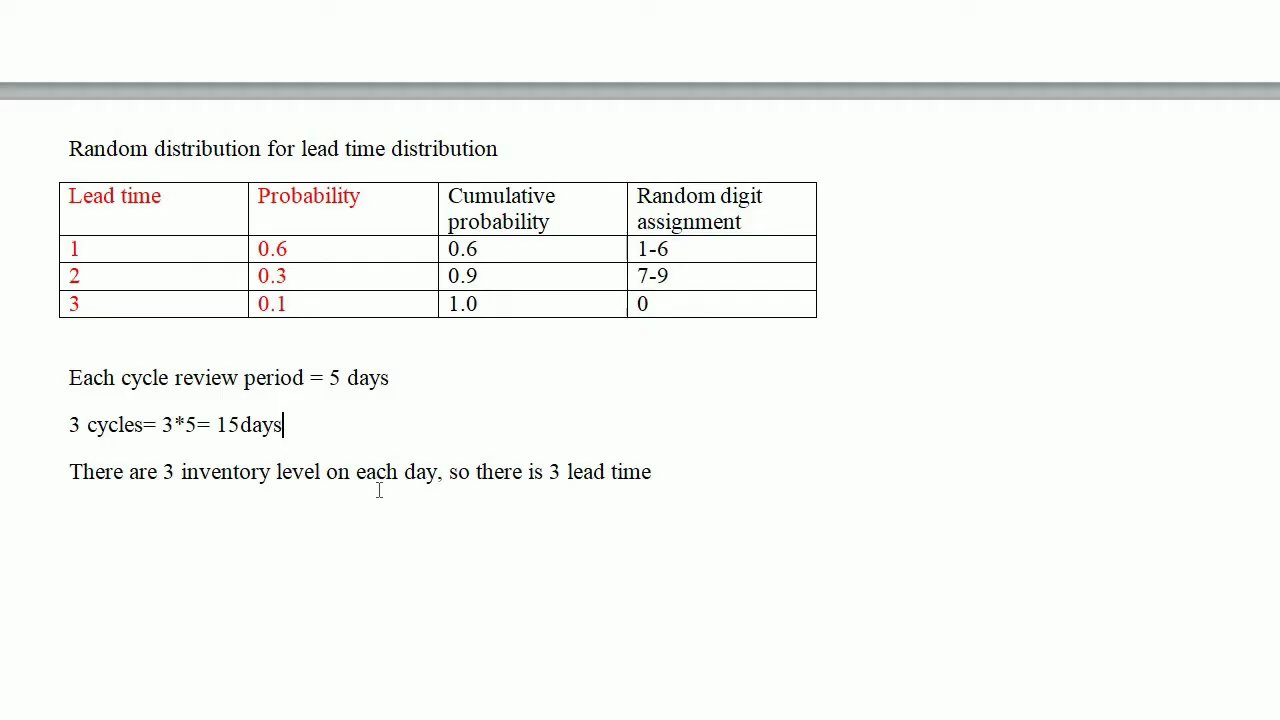 Random distribution for lead time distribution
Lead time Probability Cumulative probability Random digit assignment
1 0.6 0.6 1-6
2 0.3 0.9 7-9
3 0.1 1.0 0
Each cycle review period = 5 days
3 cycles= 3*5= 15days
There are 3 inventory level on each day, so there is 3 lead time